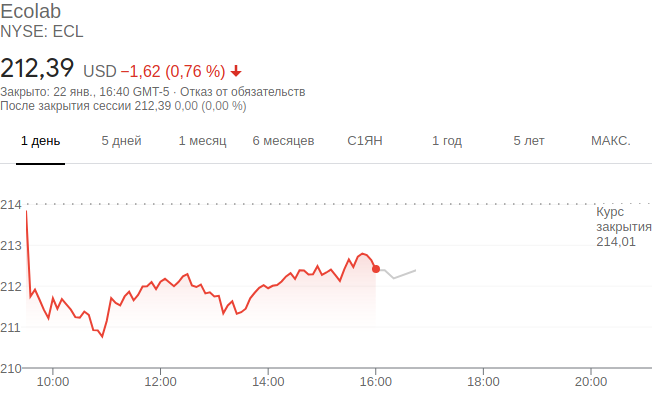 Ecolab
NYSE: ECL
212,39 USD −1,62 (0,76 %)
Закрыто: 22 янв., 16:40 GMT-5 · Отказ от обязательств
После закрытия сессии 212,39 0,00 (0,00 %)
1 день 5 дней 1 месяц 6 месяцев С1ЯН 1 год 5 лет МАКС.
214
Курс
закрытия
214,01
213
212
211
210
10:00 12:00 14:00 16:00 18:00 20:00